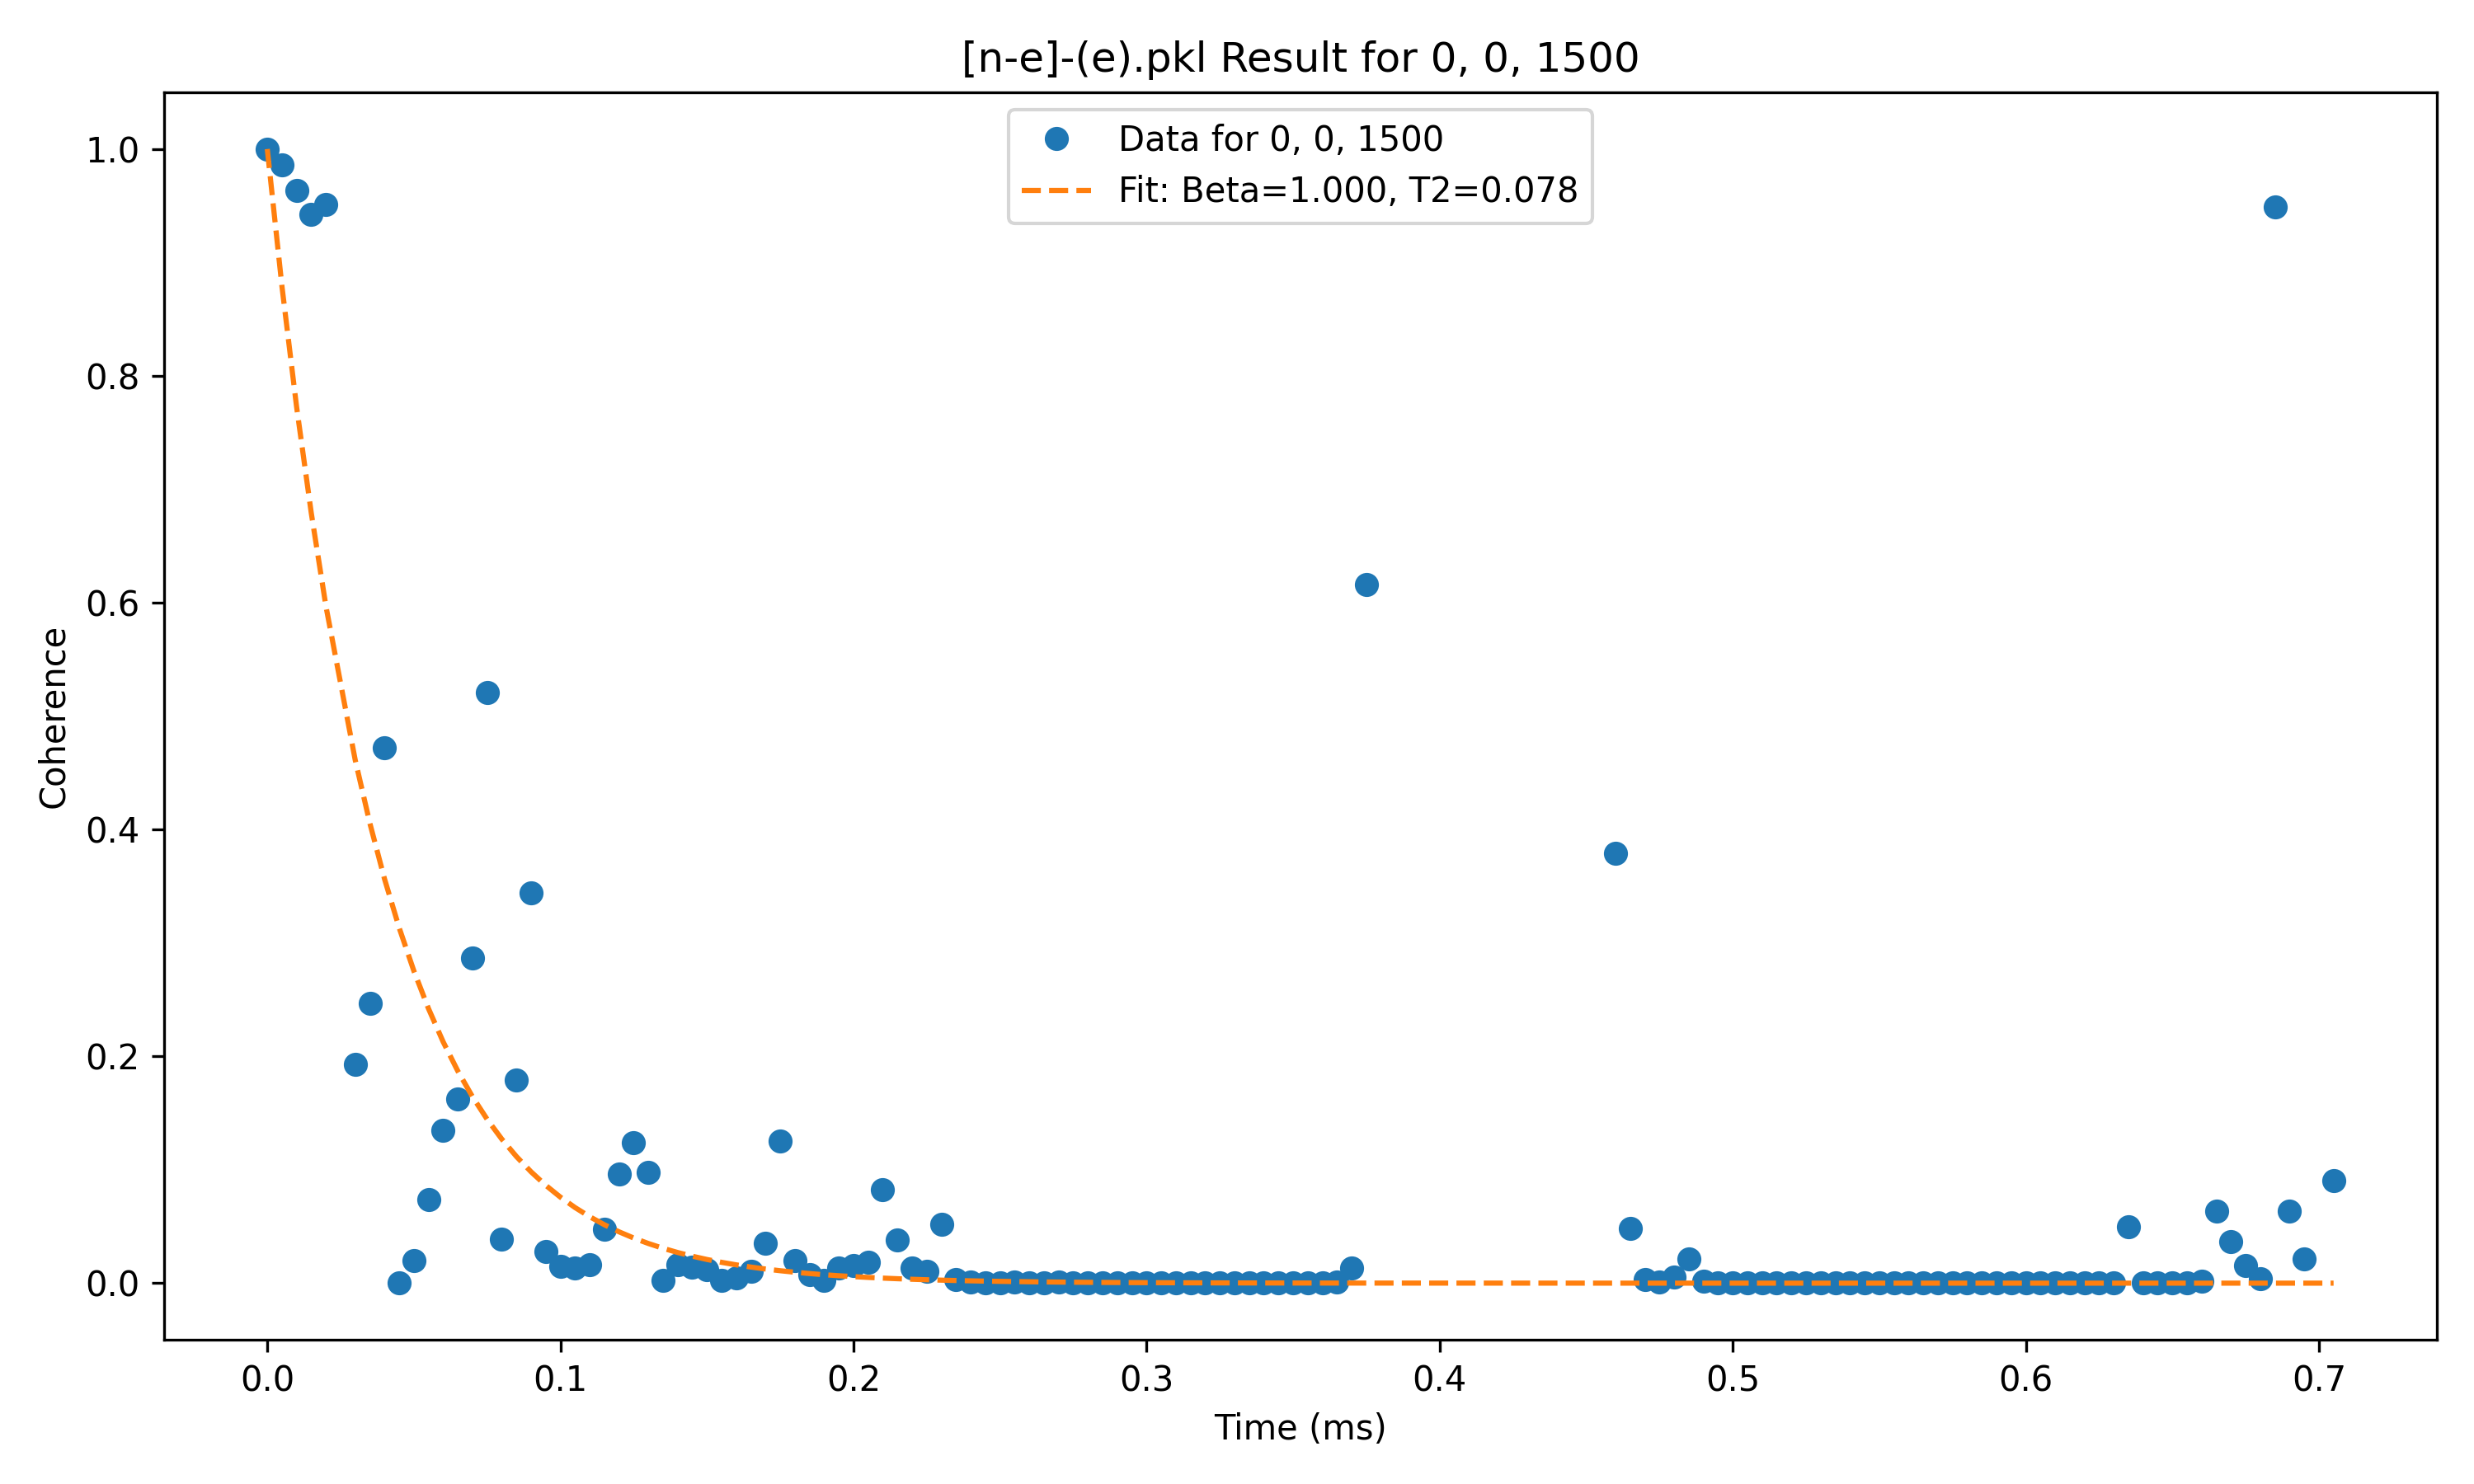 [n-e]-(e).pkl Result for 0, 0, 1500
Data for 0, 0, 1500
Fit: Beta=1.000, T2=0.078
Coherence
1.0
0.8
0.6
0.4
0.2
0.0
0.0 0.1 0.2 0.3 0.4 0.5 0.6 0.7
Time (ms)